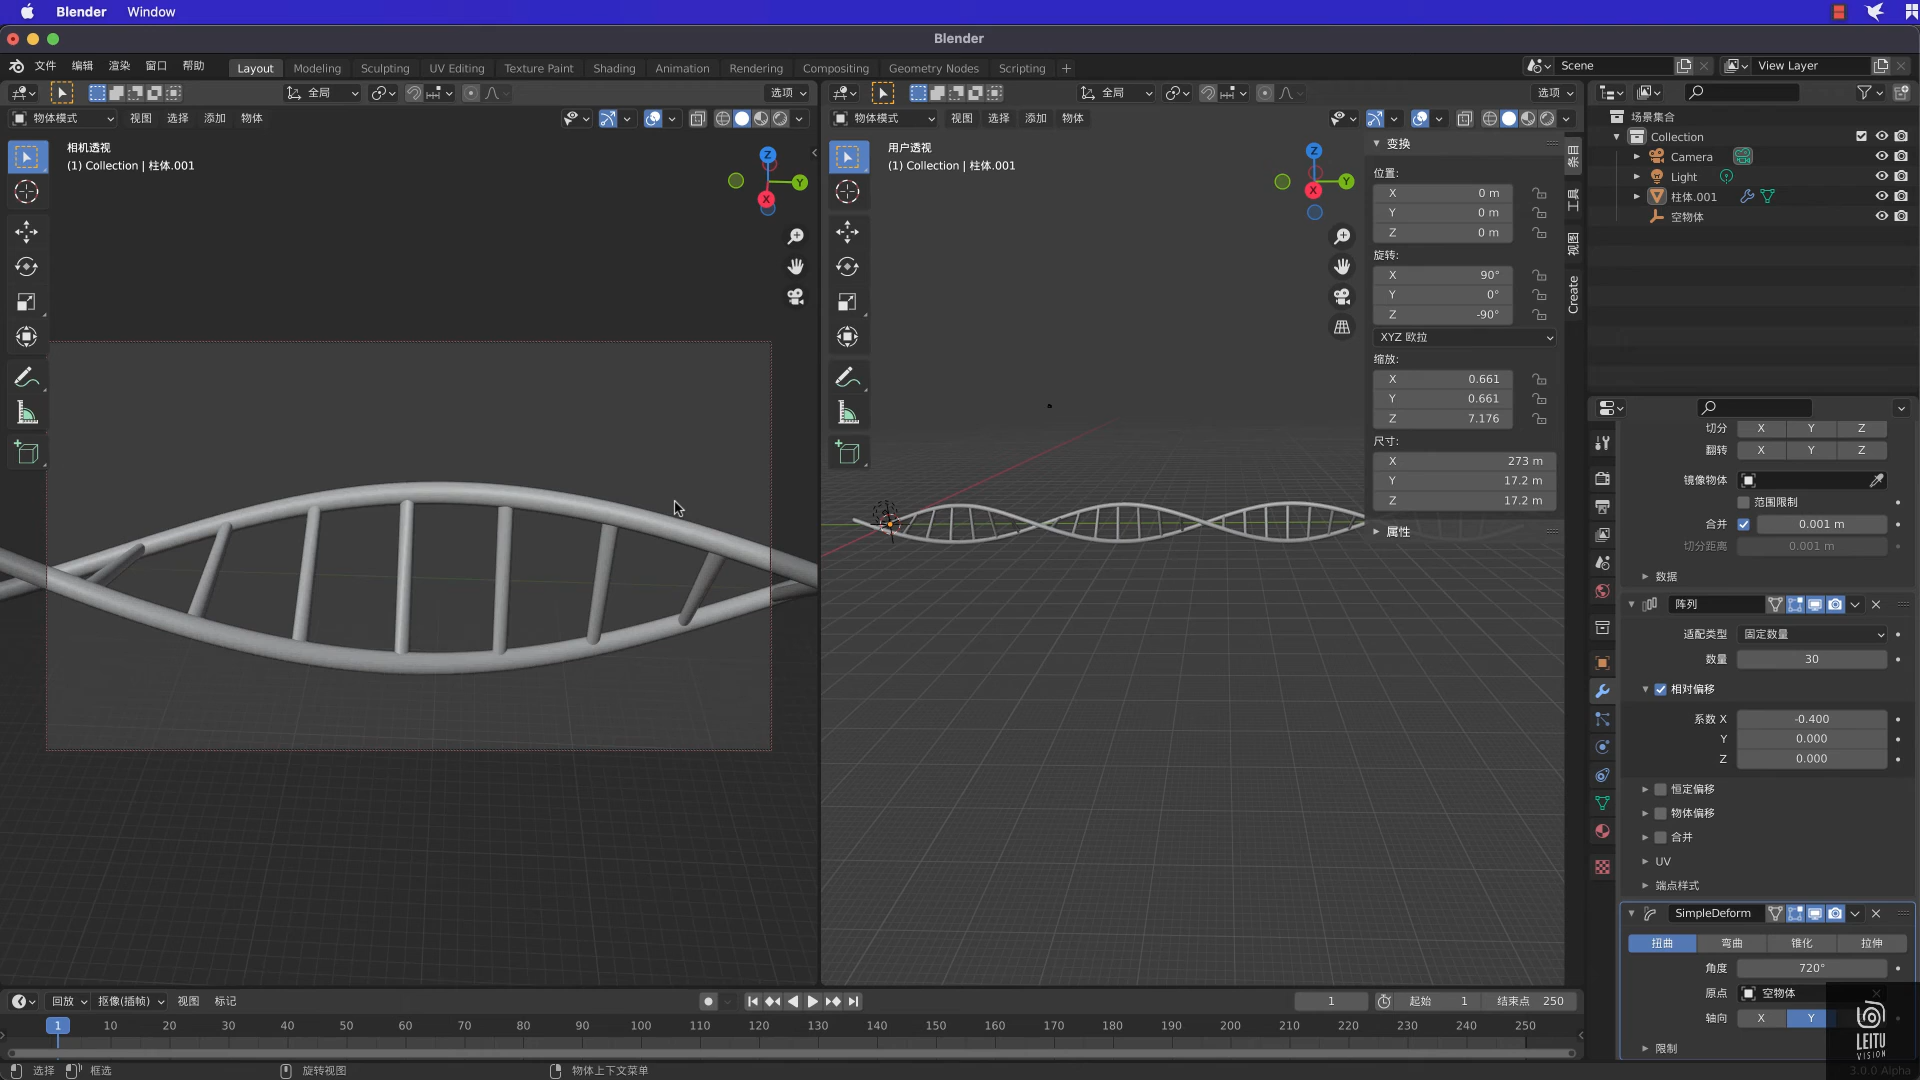 Blender Window
Blender
文件 编辑 渲染 窗口 帮助 Layout Modeling Sculpting UV Editing Texture Paint Shading Animation Rendering Compositing Geometry Nodes Scripting + Scene View Layer
全局 选项 全局 选项
物体模式 视图 选择 添加 物体 物体模式 视图 选择 添加 物体
相机透视
(1) Collection | 柱体.001
用户透视
(1) Collection | 柱体.001
Z
Y
X
Z
Y
X
变换
位置:
X 0 m
Y 0 m
Z 0 m
旋转:
X 90°
Y 0°
Z -90°
XYZ 欧拉
缩放:
X 0.661
Y 0.661
Z 7.176
尺寸:
X 273 m
Y 17.2 m
Z 17.2 m
属性
条目
工具
视图
Create
场景集合
Collection
Camera
Light
柱体.001
空物体
切分 X Y Z
翻转 X Y Z
镜像物体
范围限制
合并 0.001 m
切分距离 0.001 m
数据
阵列
适配类型 固定数量
数量 30
相对偏移
系数 X -0.400
Y 0.000
Z 0.000
恒定偏移
物体偏移
合并
UV
端点样式
SimpleDeform
扭曲 弯曲 锥化 拉伸
角度 720°
原点 空物体
轴向 X Y
限制
LEITU
VISION
3.0.0 Alpha
回放 抠像(插帧) 视图 标记 1 起始 1 结束点 250
1 10 20 30 40 50 60 70 80 90 100 110 120 130 140 150 160 170 180 190 200 210 220 230 240 250
选择 框选 旋转视图 物体上下文菜单